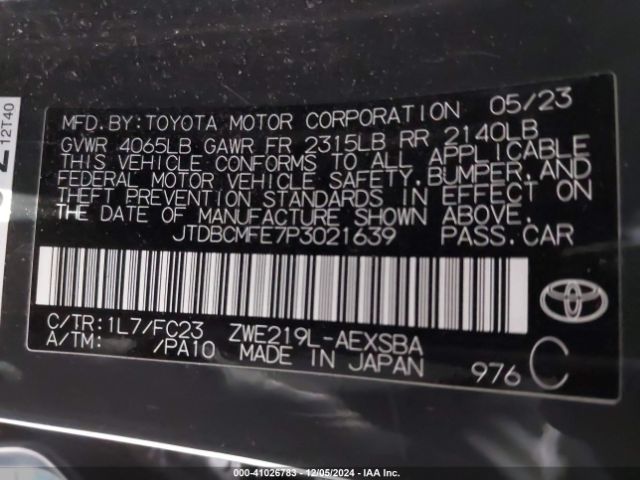 12T40
MFD.BY:TOYOTA MOTOR CORPORATION 05/23
GVWR 4065LB GAWR FR 2315LB RR 2140LB
THIS VEHICLE CONFORMS TO ALL APPLICABLE
FEDERAL MOTOR VEHICLE SAFETY,BUMPER,AND
THEFT PREVENTION STANDARDS IN EFFECT ON
THE DATE OF MANUFACTURE SHOWN ABOVE.
JTDBCMFE7P3021639 PASS.CAR
C/TR:1L7/FC23 ZWE219L-AEXSBA
A/TM: /PA10 MADE IN JAPAN
976 C
TOYOTA
000-41026783 - 12/05/2024 - IAA Inc.